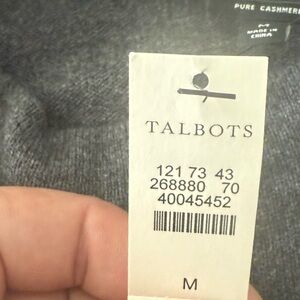 PURE CASHMERE
M
MADE IN
CHINA
TALBOTS
121 73 43
268880 70
40045452
M